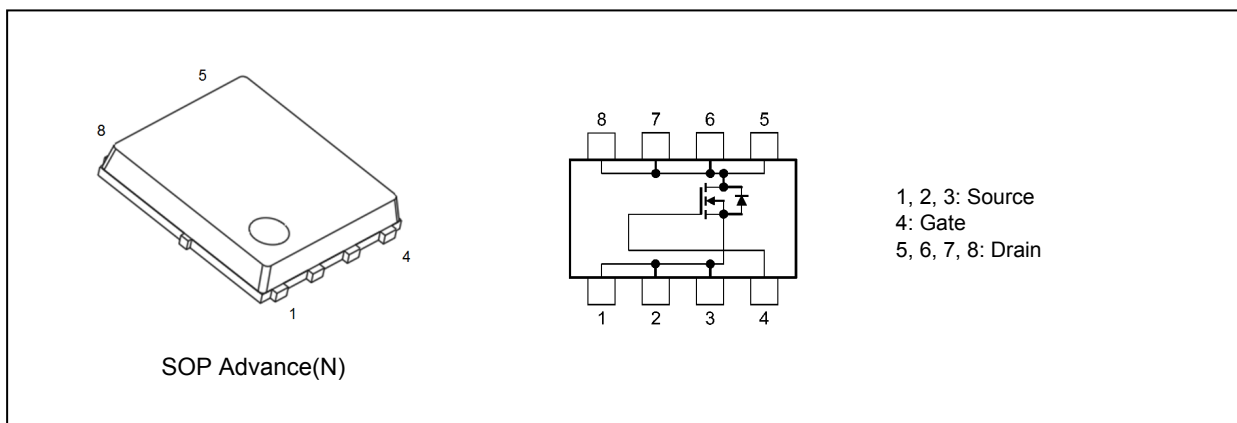 5
8
4
1
SOP Advance(N)
8 7 6 5
1 2 3 4
1, 2, 3: Source
4: Gate
5, 6, 7, 8: Drain